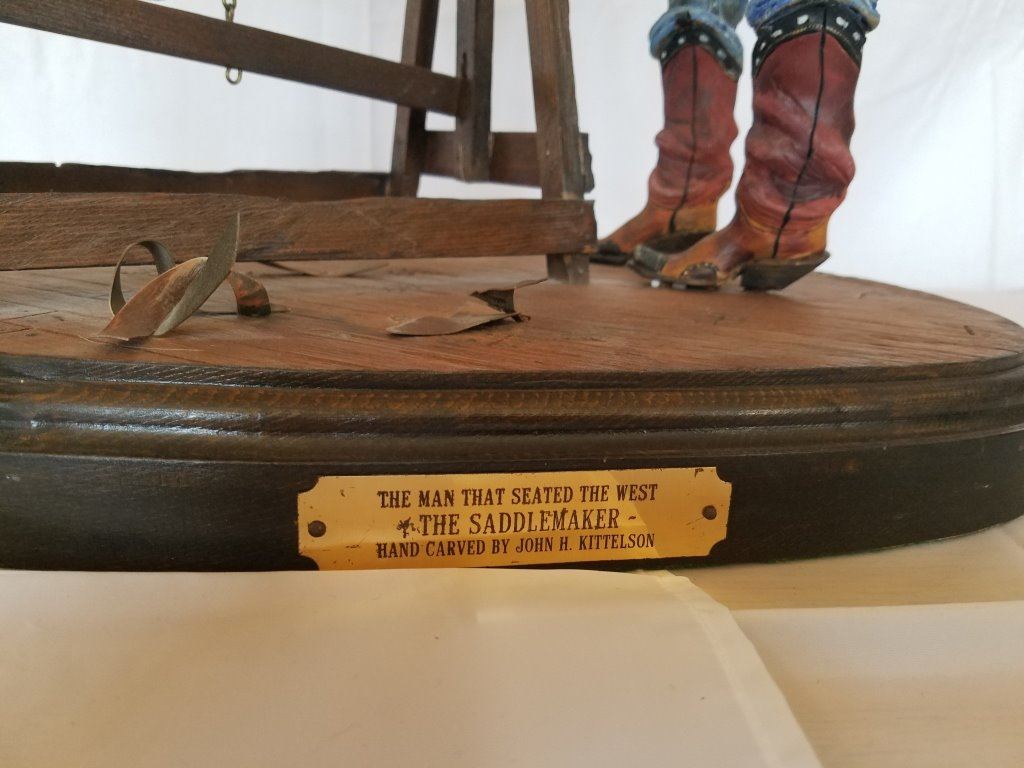 THE MAN THAT SEATED THE WEST
- THE SADDLEMAKER -
HAND CARVED BY JOHN H. KITTELSON